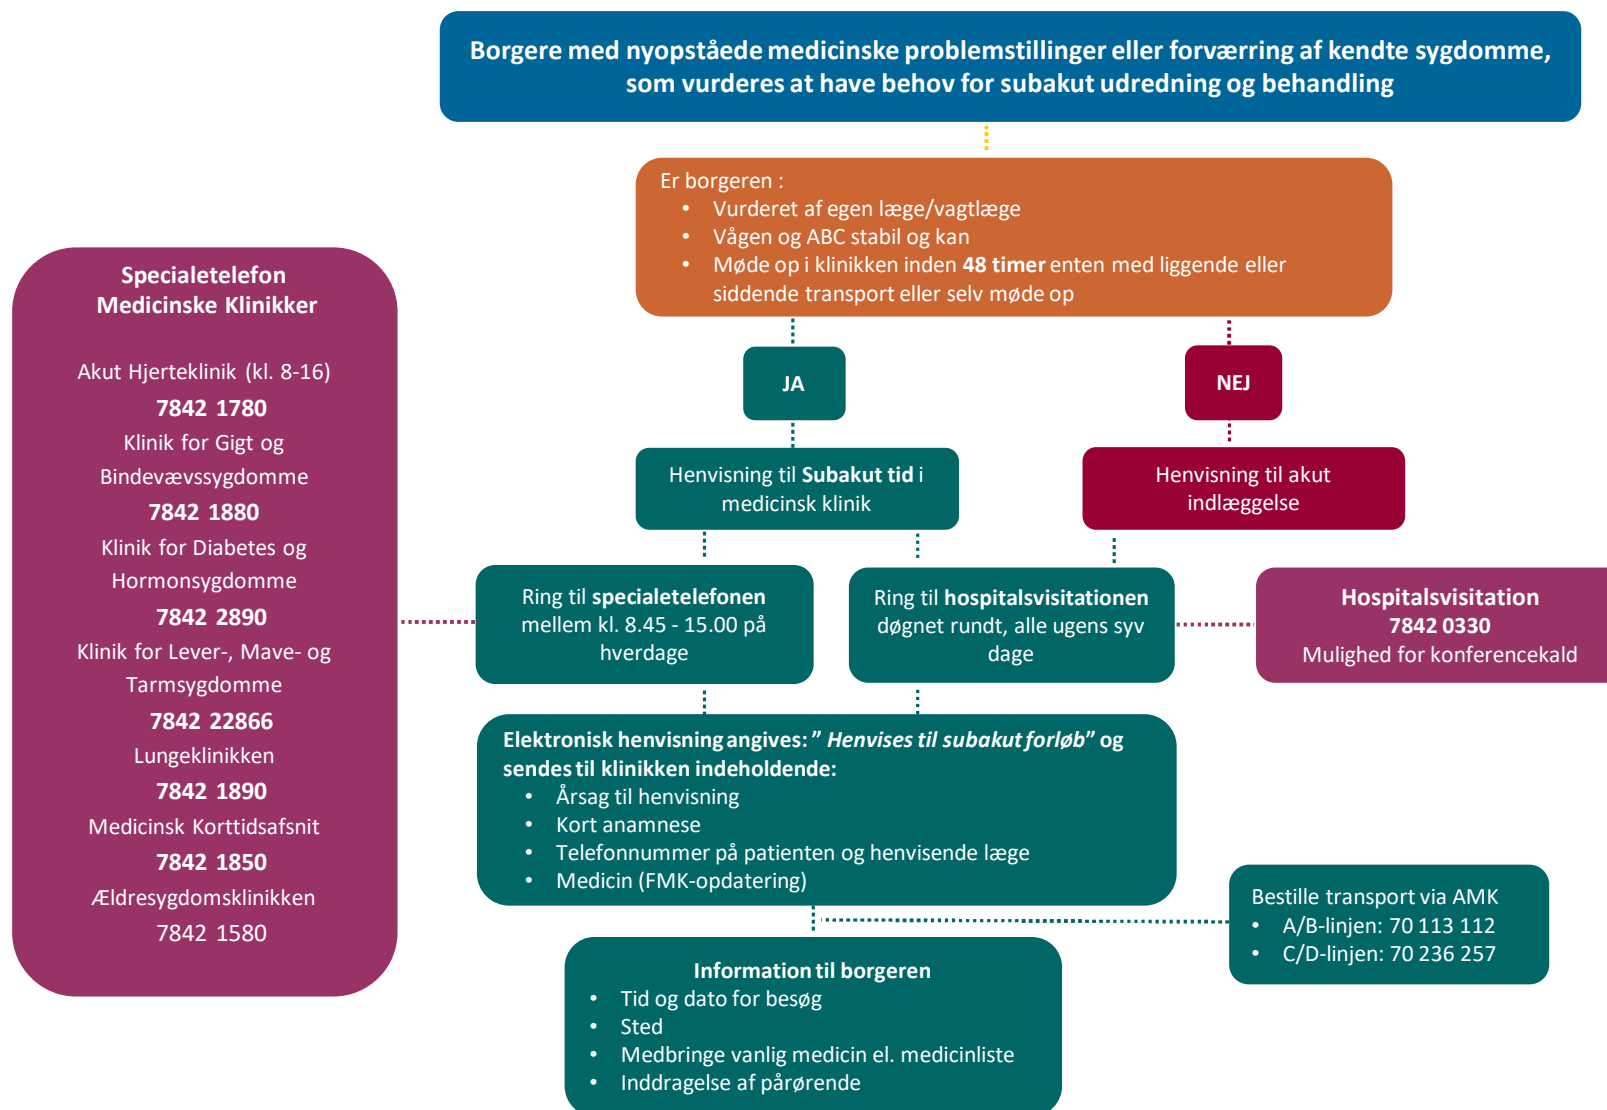 Borgere med nyopståede medicinske problemstillinger eller forværring af kendte sygdomme,
som vurderes at have behov for subakut udredning og behandling
Er borgeren :
• Vurderet af egen læge/vagtlæge
• Vågen og ABC stabil og kan
• Møde op i klinikken inden 48 timer enten med liggende eller
siddende transport eller selv møde op
JA
NEJ
Henvisning til Subakut tid i
medicinsk klinik
Henvisning til akut
indlæggelse
Specialetelefon
Medicinske Klinikker
Akut Hjerteklinik (kl. 8-16)
7842 1780
Klinik for Gigt og
Bindevævssygdomme
7842 1880
Klinik for Diabetes og
Hormonsygdomme
7842 2890
Klinik for Lever-, Mave- og
Tarmsygdomme
7842 22866
Lungeklinikken
7842 1890
Medicinsk Korttidsafsnit
7842 1850
Ældresygdomsklinikken
7842 1580
Ring til specialetelefonen
mellem kl. 8.45 - 15.00 på
hverdage
Ring til hospitalsvisitationen
døgnet rundt, alle ugens syv
dage
Hospitalsvisitation
7842 0330
Mulighed for konferencekald
Elektronisk henvisning angives: ” Henvises til subakut forløb” og
sendes til klinikken indeholdende:
• Årsag til henvisning
• Kort anamnese
• Telefonnummer på patienten og henvisende læge
• Medicin (FMK-opdatering)
Bestille transport via AMK
• A/B-linjen: 70 113 112
• C/D-linjen: 70 236 257
Information til borgeren
• Tid og dato for besøg
• Sted
• Medbringe vanlig medicin el. medicinliste
• Inddragelse af pårørende